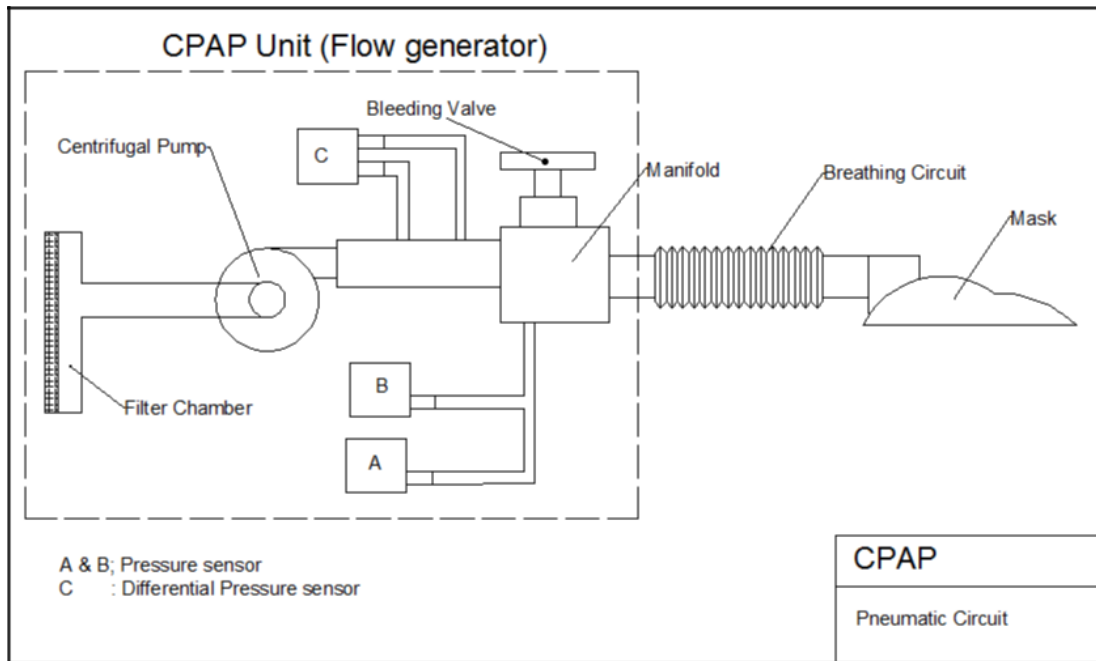 CPAP Unit (Flow generator)
Bleeding Valve
Centrifugal Pump
C
Manifold
Breathing Circuit
Mask
B
Filter Chamber
A
A & B; Pressure sensor
C : Differential Pressure sensor
CPAP
Pneumatic Circuit